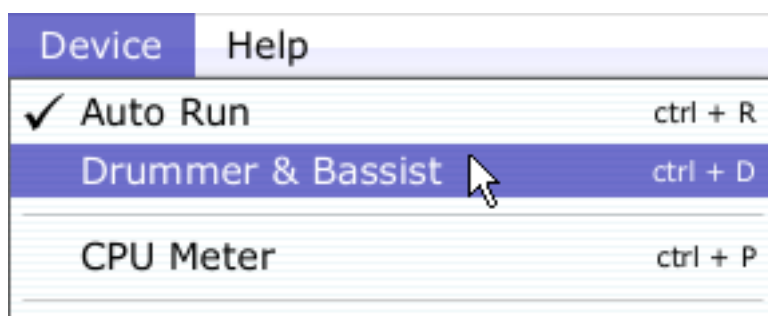 Device Help
Auto Run ctrl + R
Drummer & Bassist ctrl + D
CPU Meter ctrl + P